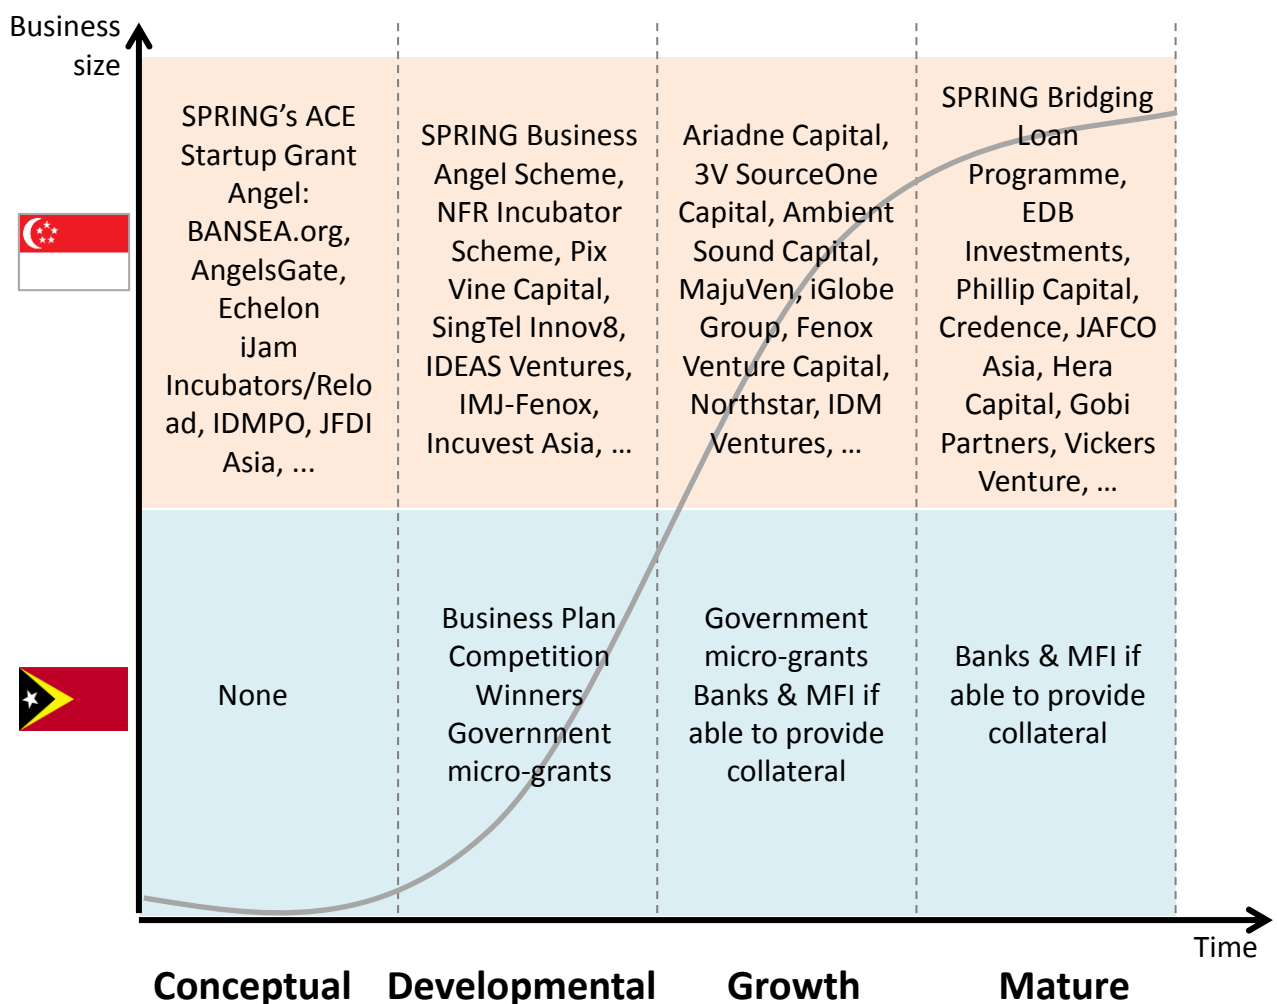 Business
size
SPRING's ACE
Startup Grant
Angel:
BANSEA.org,
AngelsGate,
Echelon
iJam
Incubators/Relo
ad, IDMPO, JFDI
Asia, ...
SPRING Business
Angel Scheme,
NFR Incubator
Scheme, Pix
Vine Capital,
SingTel Innov8,
IDEAS Ventures,
IMJ-Fenox,
Incuvest Asia, …
Ariadne Capital,
3V SourceOne
Capital, Ambient
Sound Capital,
MajuVen, iGlobe
Group, Fenox
Venture Capital,
Northstar, IDM
Ventures, …
SPRING Bridging
Loan
Programme,
EDB
Investments,
Phillip Capital,
Credence, JAFCO
Asia, Hera
Capital, Gobi
Partners, Vickers
Venture, …
None
Business Plan
Competition
Winners
Government
micro-grants
Government
micro-grants
Banks & MFI if
able to provide
collateral
Banks & MFI if
able to provide
collateral
Time
Conceptual
Developmental
Growth
Mature